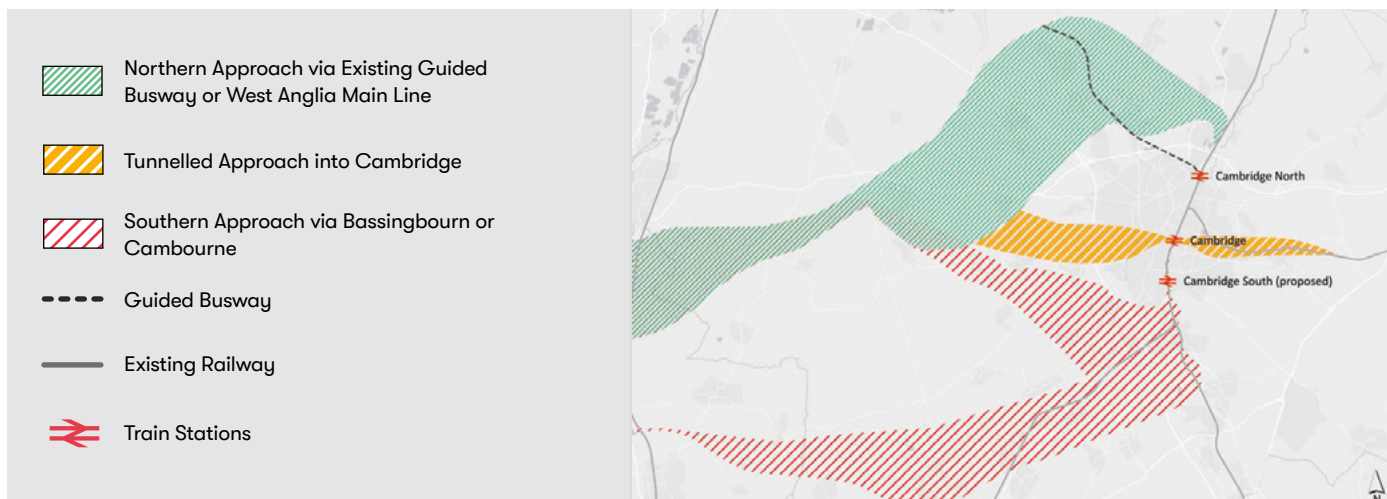 Northern Approach via Existing Guided
Busway or West Anglia Main Line
Tunnelled Approach into Cambridge
Southern Approach via Bassingbourn or
Cambourne
Guided Busway
Existing Railway
Train Stations
Cambridge North
Cambridge
Cambridge South (proposed)